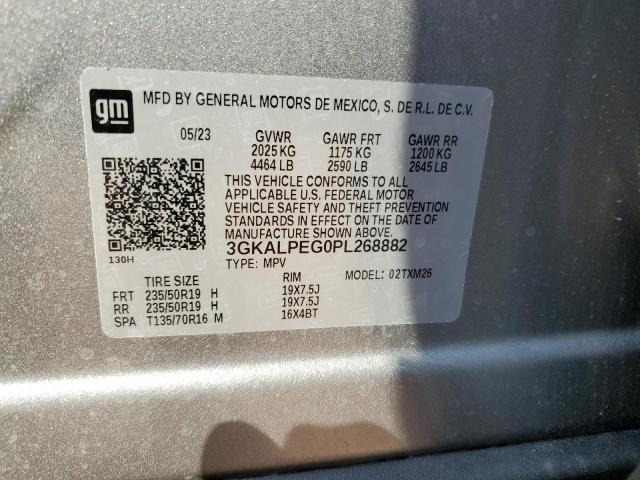 gm
MFD BY GENERAL MOTORS DE MEXICO, S. DE R.L. DE C.V.
05/23 GVWR GAWR FRT GAWR RR
2025 KG 1175 KG 1200 KG
4464 LB 2590 LB 2645 LB
THIS VEHICLE CONFORMS TO ALL
APPLICABLE U.S. FEDERAL MOTOR
VEHICLE SAFETY AND THEFT PREVENTION
STANDARDS IN EFFECT ON THE DATE OF
MANUFACTURE SHOWN ABOVE.
130H 3GKALPEG0PL268882
TYPE: MPV MODEL: 02TXM26
TIRE SIZE RIM
FRT 235/50R19 H 19X7.5J
RR 235/50R19 H 19X7.5J
SPA T135/70R16 M 16X4BT